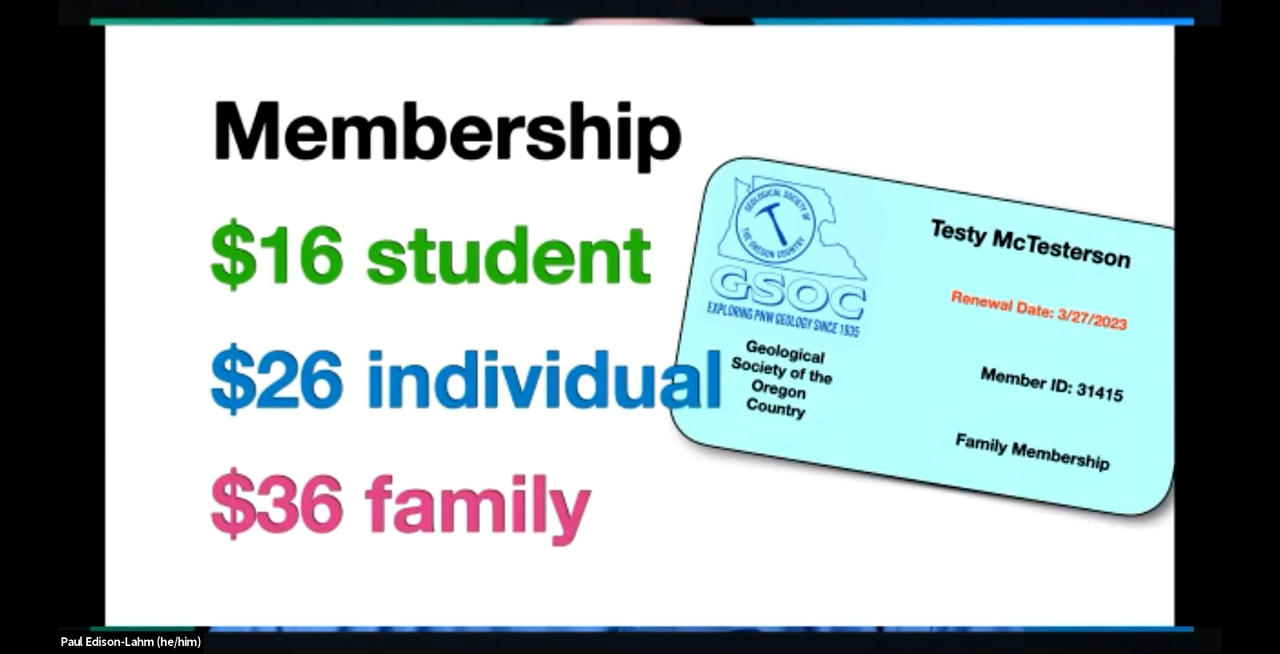 Membership
$16 student
$26 individual
$36 family
GEOLOGICAL SOCIETY OF
THE OREGON COUNTRY
GSOC
EXPLORING PNW GEOLOGY SINCE 1935
Geological
Society of the
Oregon
Country
Testy McTesterson
Renewal Date: 3/27/2023
Member ID: 31415
Family Membership
Paul Edison-Lahm (he/him)